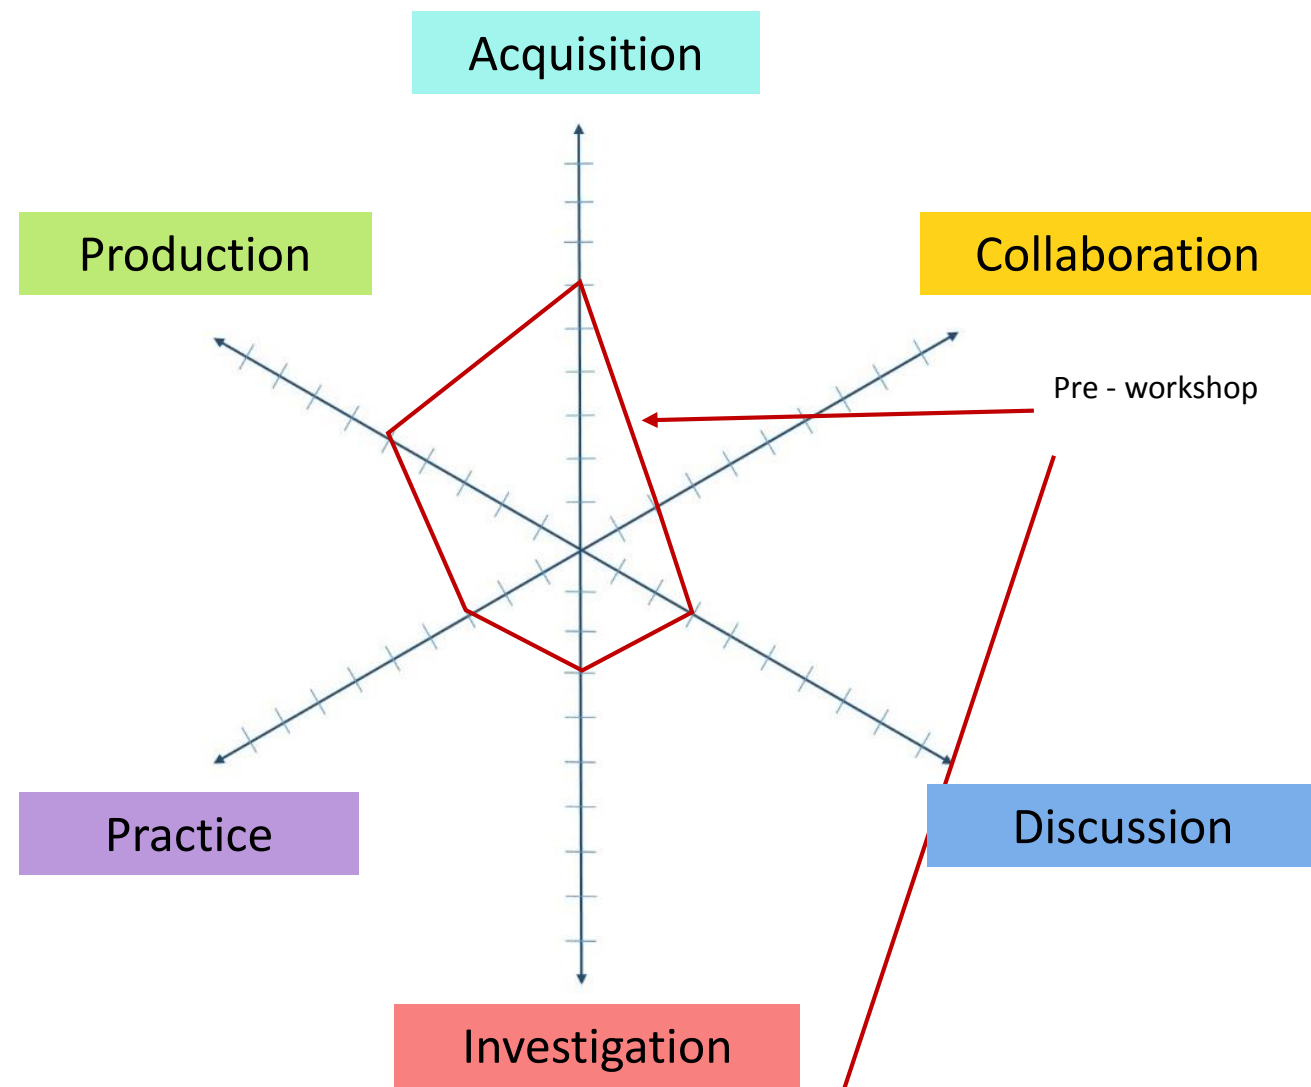 Acquisition
Production
Collaboration
Pre - workshop
Practice
Discussion
Investigation